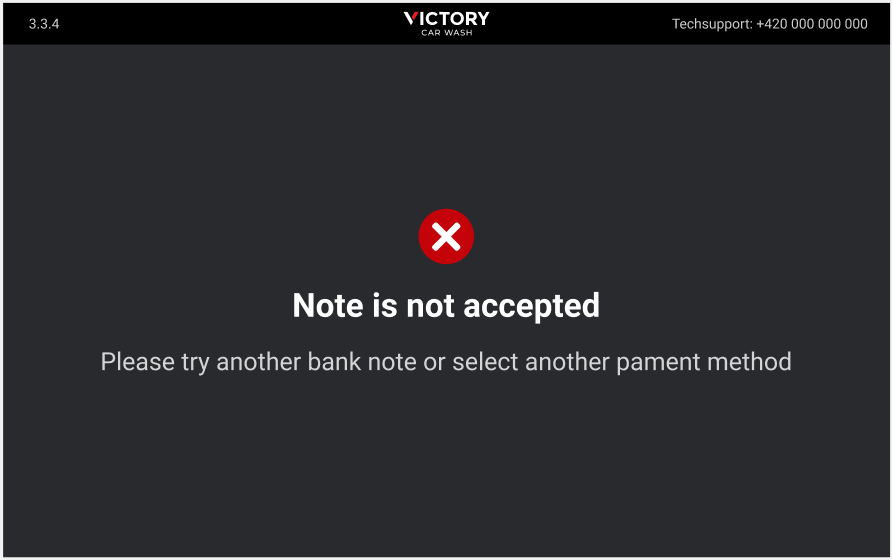 3.3.4
VICTORY
CAR WASH
Techsupport: +420 000 000 000
Note is not accepted
Please try another bank note or select another pament method